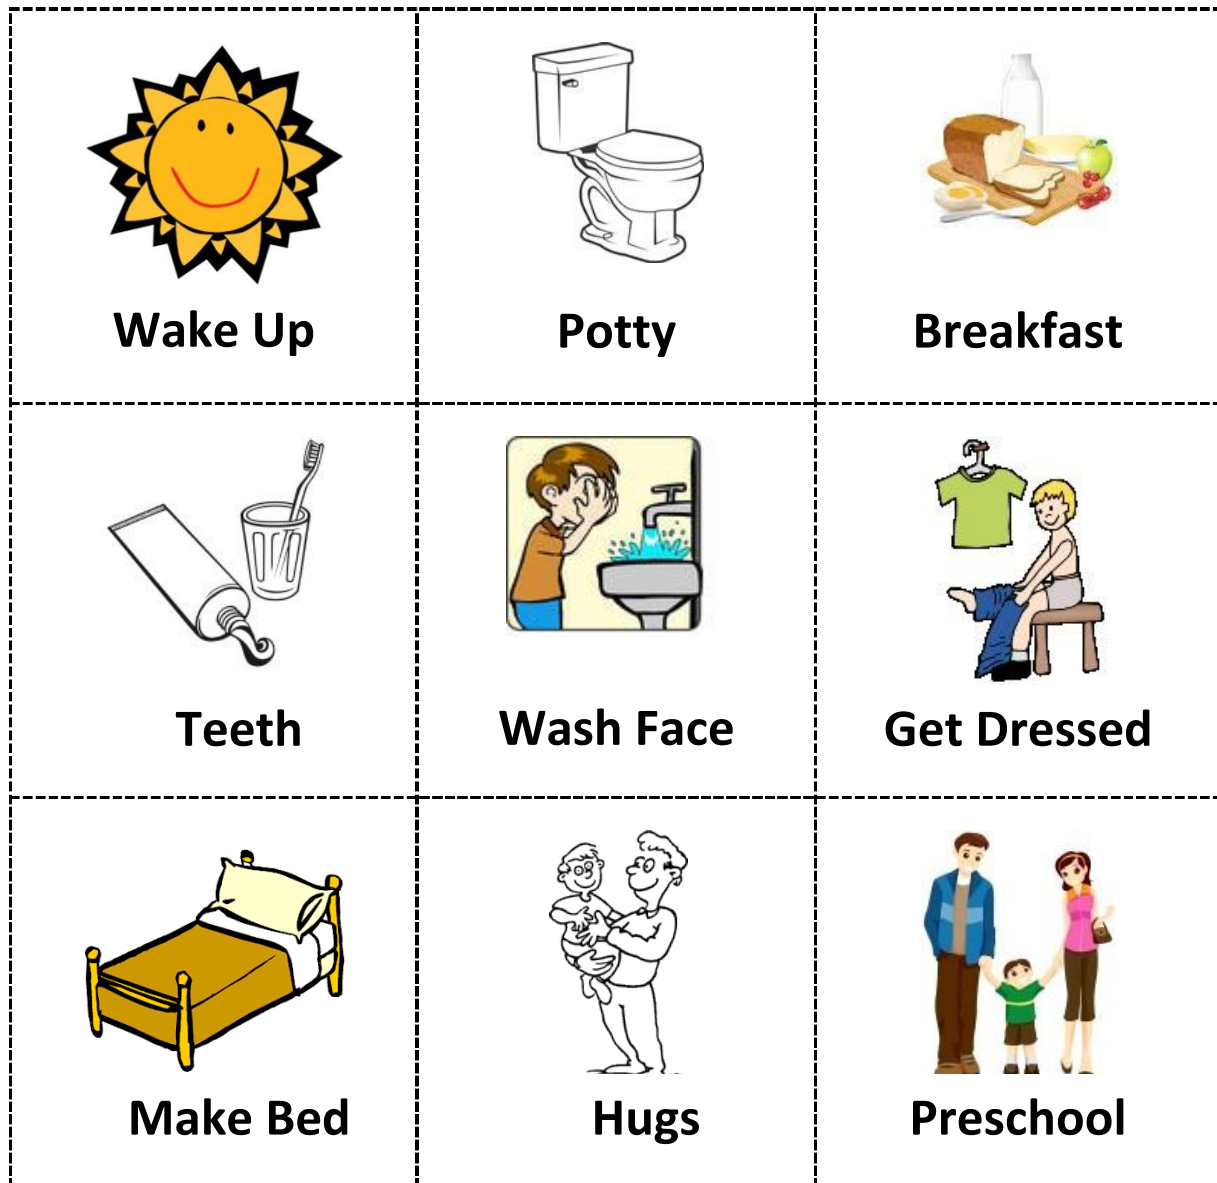 Wake Up
Potty
Breakfast
Teeth
Wash Face
Get Dressed
Make Bed
Hugs
Preschool